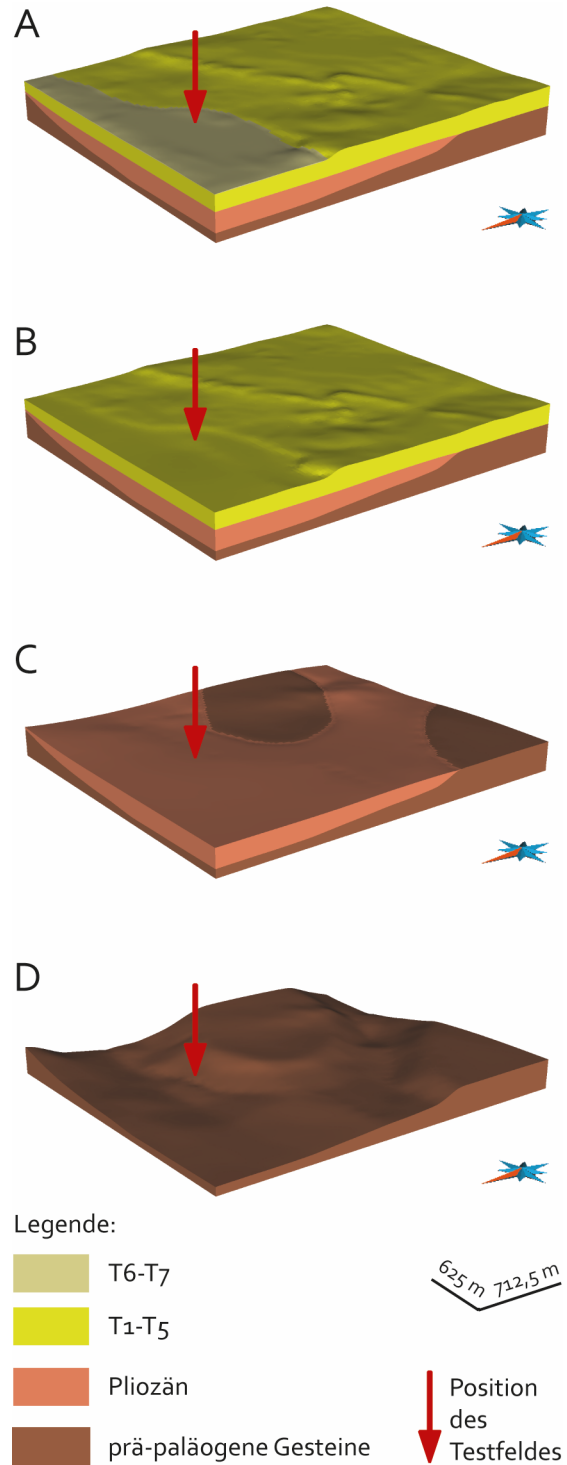 A
B
C
D
Legende:
T6-T7
T1-T5
Pliozän
prä-paläogene Gesteine
625 m
712,5 m
Position
des
Testfeldes